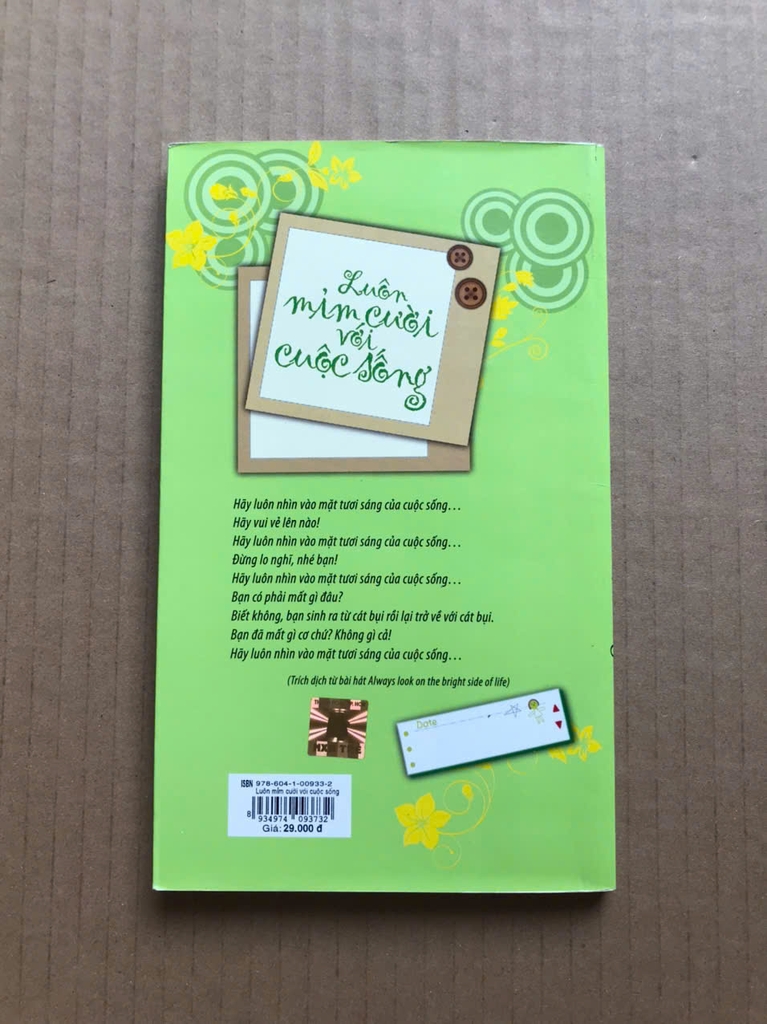 Luôn
mỉm cười
với
cuộc sống
Hãy luôn nhìn vào mặt tươi sáng của cuộc sống...
Hãy vui vẻ lên nào!
Hãy luôn nhìn vào mặt tươi sáng của cuộc sống...
Đừng lo nghĩ, nhé bạn!
Hãy luôn nhìn vào mặt tươi sáng của cuộc sống...
Bạn có phải mất gì đâu?
Biết không, bạn sinh ra từ cát bụi rồi lại trở về với cát bụi.
Bạn đã mất gì cơ chứ? Không gì cả!
Hãy luôn nhìn vào mặt tươi sáng của cuộc sống...
(Trích dịch từ bài hát Always look on the bright side of life)
Date
ISBN 978-604-1-00933-2
Luôn mỉm cười với cuộc sống
8 934974 093732
Giá: 29.000 đ